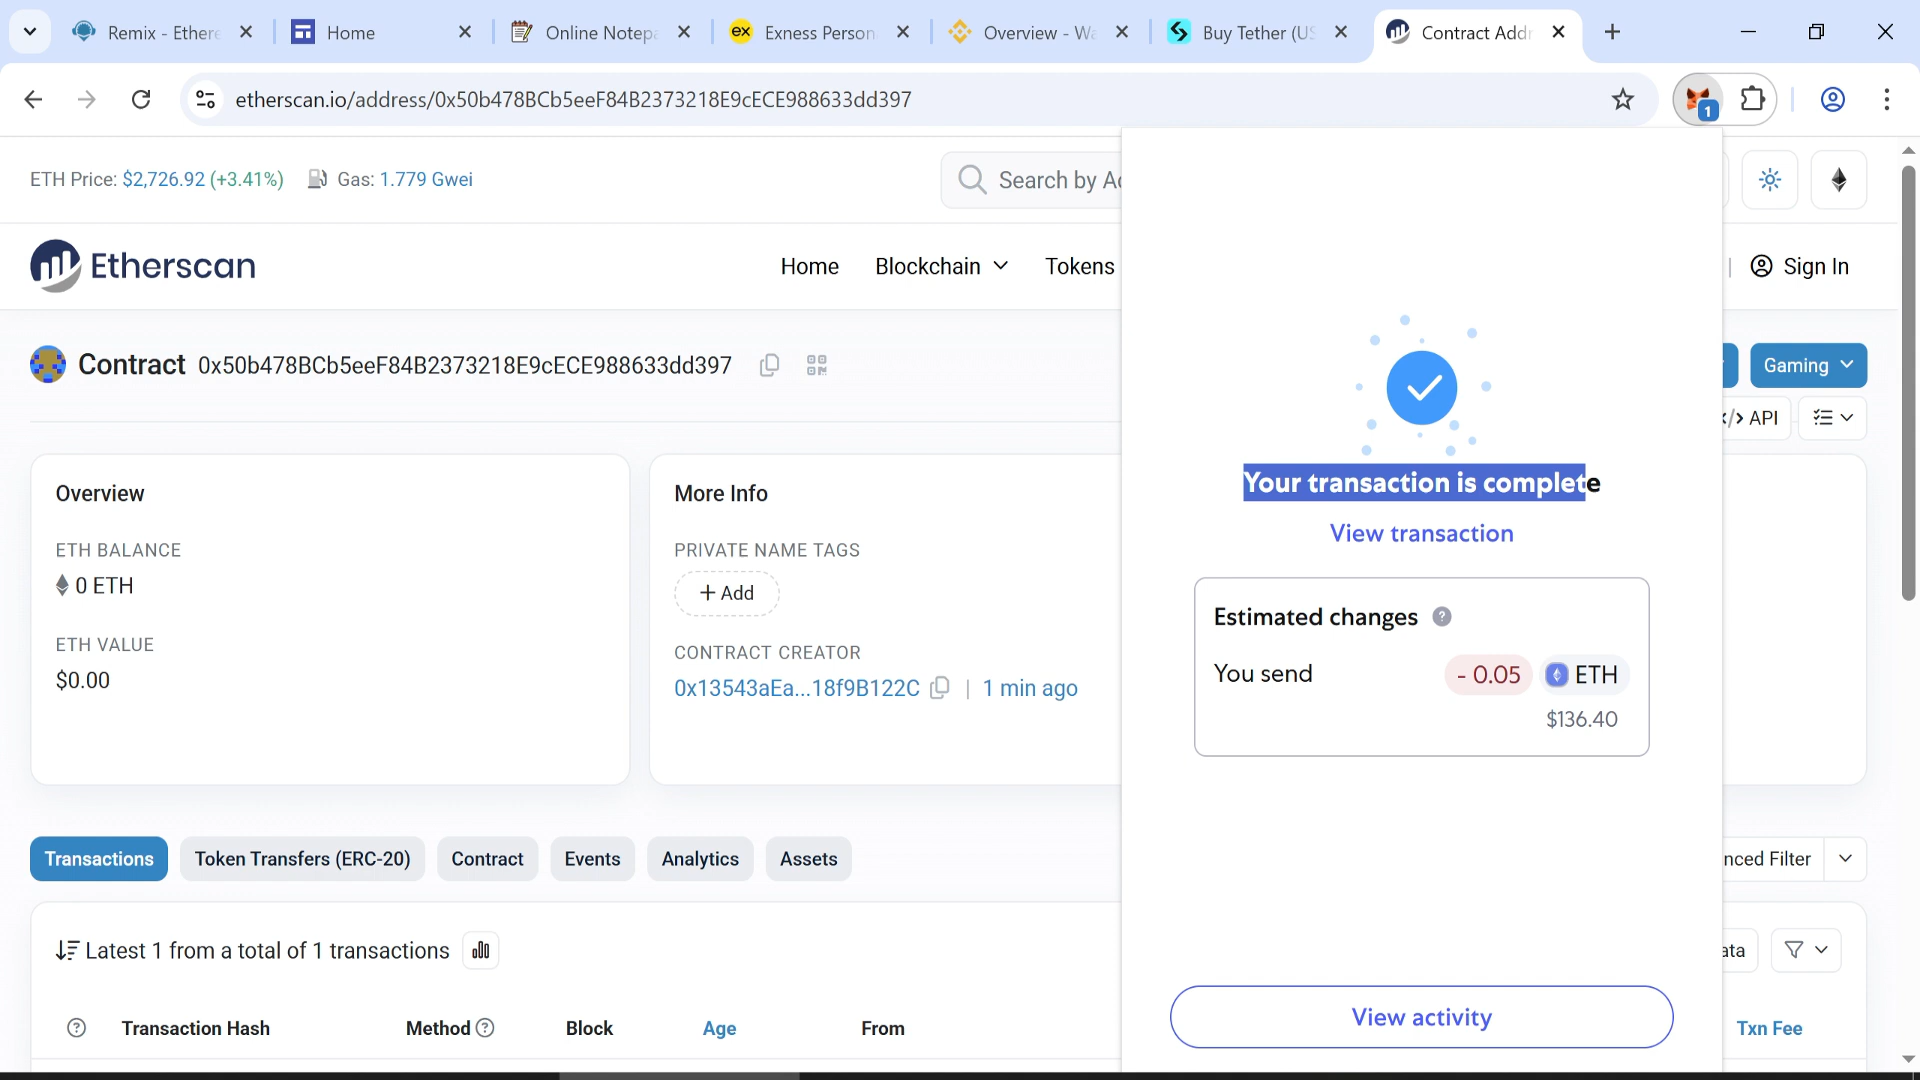 Remix - Ethere
Home
Online Notepa
Exness Person
Overview - Wa
Buy Tether (US
Contract Addr
etherscan.io/address/0x50b478BCb5eeF84B2373218E9cECE988633dd397
1
ETH Price: $2,726.92 (+3.41%) Gas: 1.779 Gwei
Search by Ad
Etherscan
Home
Blockchain
Tokens
Sign In
Contract 0x50b478BCb5eeF84B2373218E9cECE988633dd397
Gaming
API
Overview
ETH BALANCE
0 ETH
ETH VALUE
$0.00
More Info
PRIVATE NAME TAGS
+ Add
CONTRACT CREATOR
0x13543aEa...18f9B122C | 1 min ago
Your transaction is complete
View transaction
Estimated changes ?
You send - 0.05 ETH
$136.40
View activity
Transactions
Token Transfers (ERC-20)
Contract
Events
Analytics
Assets
nced Filter
Latest 1 from a total of 1 transactions
ata
? Transaction Hash Method ? Block Age From Txn Fee